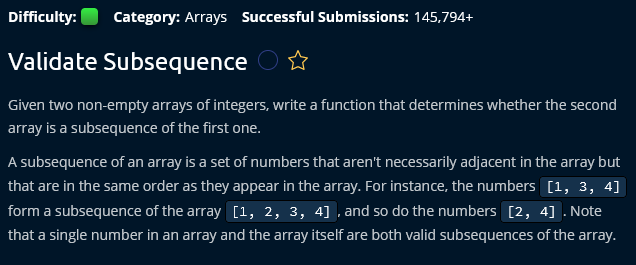 Difficulty: Category: Arrays Successful Submissions: 145,794+
Validate Subsequence
Given two non-empty arrays of integers, write a function that determines whether the second
array is a subsequence of the first one.
A subsequence of an array is a set of numbers that aren't necessarily adjacent in the array but
that are in the same order as they appear in the array. For instance, the numbers [1, 3, 4]
form a subsequence of the array [1, 2, 3, 4] , and so do the numbers [2, 4] . Note
that a single number in an array and the array itself are both valid subsequences of the array.